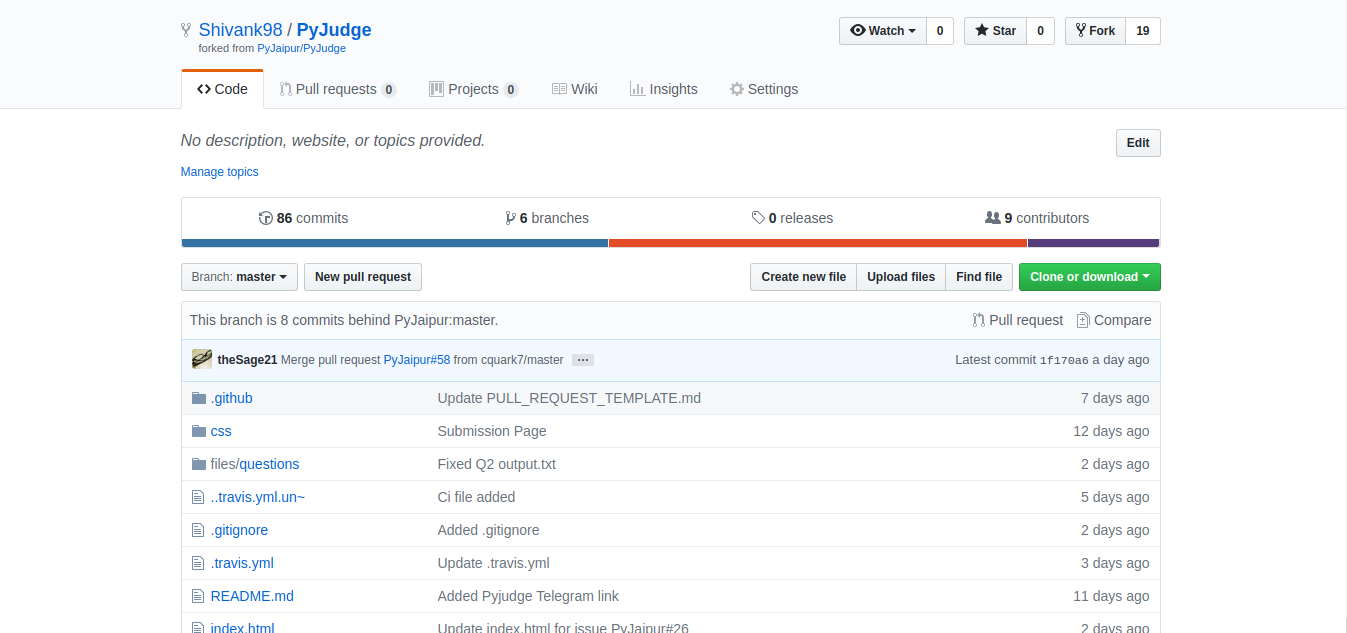 Shivank98 / PyJudge
forked from PyJaipur/PyJudge
Watch 0 Star 0 Fork 19
Code Pull requests 0 Projects 0 Wiki Insights Settings
No description, website, or topics provided. Edit
Manage topics
86 commits 6 branches 0 releases 9 contributors
Branch: master New pull request Create new file Upload files Find file Clone or download
This branch is 8 commits behind PyJaipur:master. Pull request Compare
theSage21 Merge pull request PyJaipur#58 from cquark7/master ... Latest commit 1f170a6 a day ago
.github Update PULL_REQUEST_TEMPLATE.md 7 days ago
css Submission Page 12 days ago
files/questions Fixed Q2 output.txt 2 days ago
..travis.yml.un~ Ci file added 5 days ago
.gitignore Added .gitignore 2 days ago
.travis.yml Update .travis.yml 3 days ago
README.md Added Pyjudge Telegram link 11 days ago
index.html Update index.html for issue PyJaipur#26 2 days ago